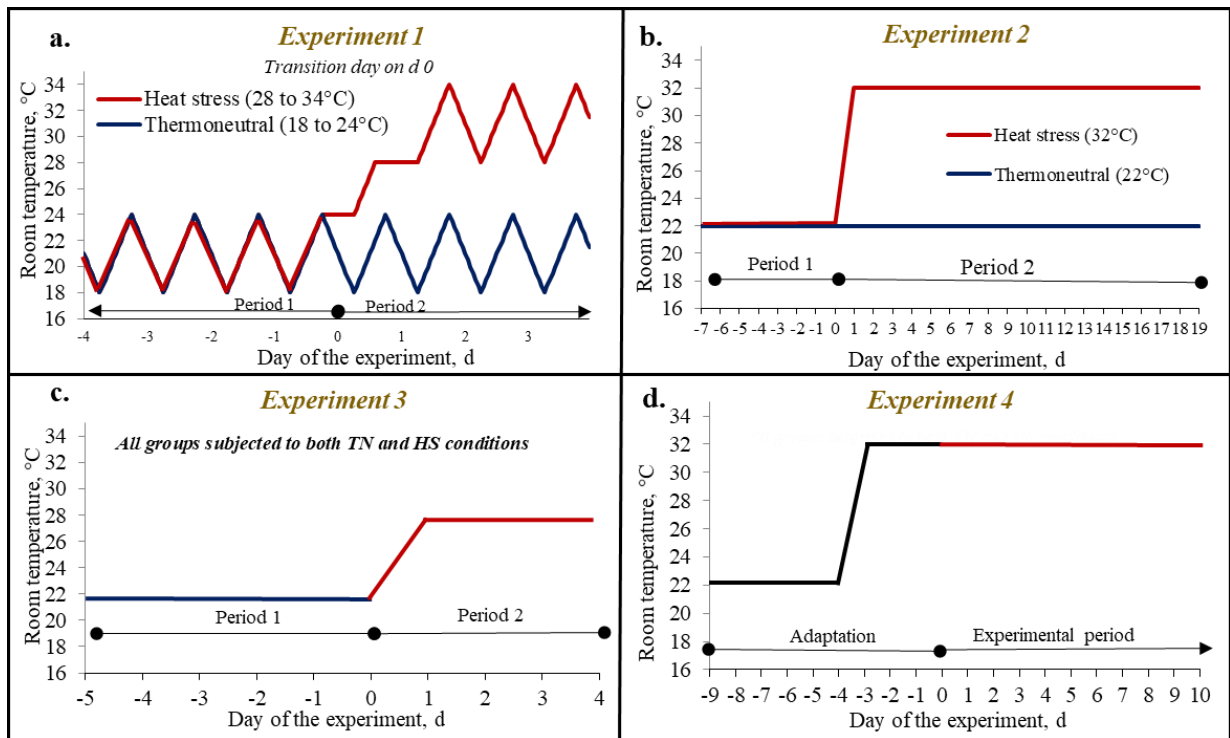 a.
Experiment 1
Transition day on d 0
Heat stress (28 to 34°C)
Thermoneutral (18 to 24°C)
Room temperature, °C
34
32
30
28
26
24
22
20
18
16
Period 1
Period 2
-4 -3 -2 -1 0 1 2 3
Day of the experiment, d
b.
Experiment 2
Heat stress (32°C)
Thermoneutral (22°C)
Room temperature, °C
34
32
30
28
26
24
22
20
18
16
Period 1
Period 2
-7 -6 -5 -4 -3 -2 -1 0 1 2 3 4 5 6 7 8 9 10 11 12 13 14 15 16 17 18 19
Day of the experiment, d
c.
Experiment 3
All groups subjected to both TN and HS conditions
Room temperature, °C
34
32
30
28
26
24
22
20
18
16
Period 1
Period 2
-5 -4 -3 -2 -1 0 1 2 3 4
Day of the experiment, d
d.
Experiment 4
Room temperature, °C
34
32
30
28
26
24
22
20
18
16
Adaptation
Experimental period
-9 -8 -7 -6 -5 -4 -3 -2 -1 0 1 2 3 4 5 6 7 8 9 10
Day of the experiment, d